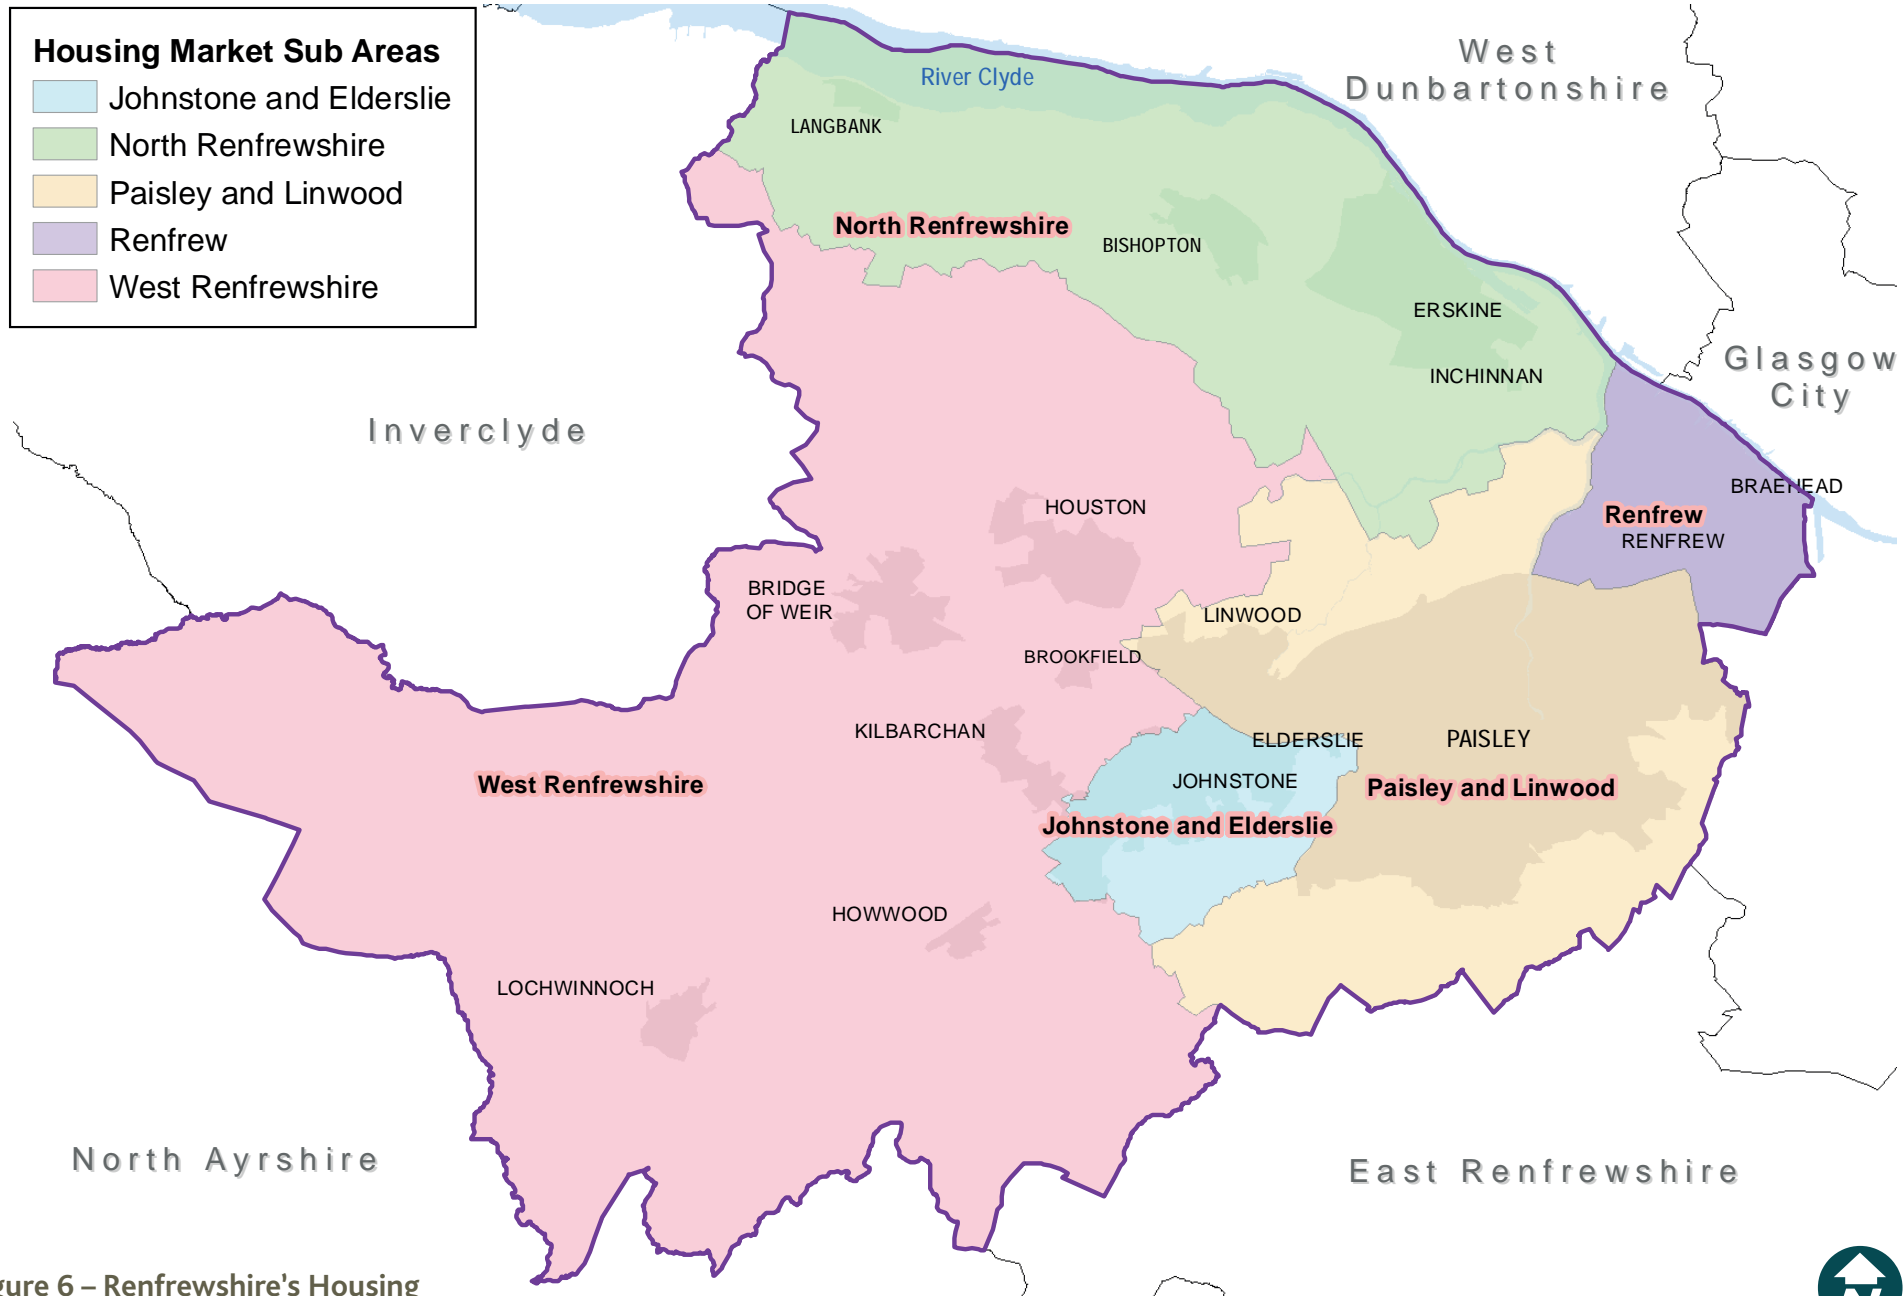 Housing Market Sub Areas
Johnstone and Elderslie
North Renfrewshire
Paisley and Linwood
Renfrew
West Renfrewshire
West
Dunbartonshire
River Clyde
LANGBANK
North Renfrewshire
BISHOPTON
ERSKINE
INCHINNAN
Glasgow
City
Inverclyde
BRAEHEAD
Renfrew
RENFREW
HOUSTON
BRIDGE
OF WEIR
LINWOOD
BROOKFIELD
KILBARCHAN
ELDERSLIE
PAISLEY
West Renfrewshire
JOHNSTONE
Paisley and Linwood
Johnstone and Elderslie
HOWWOOD
LOCHWINNOCH
North Ayrshire
East Renfrewshire
gure 6 – Renfrewshire's Housing